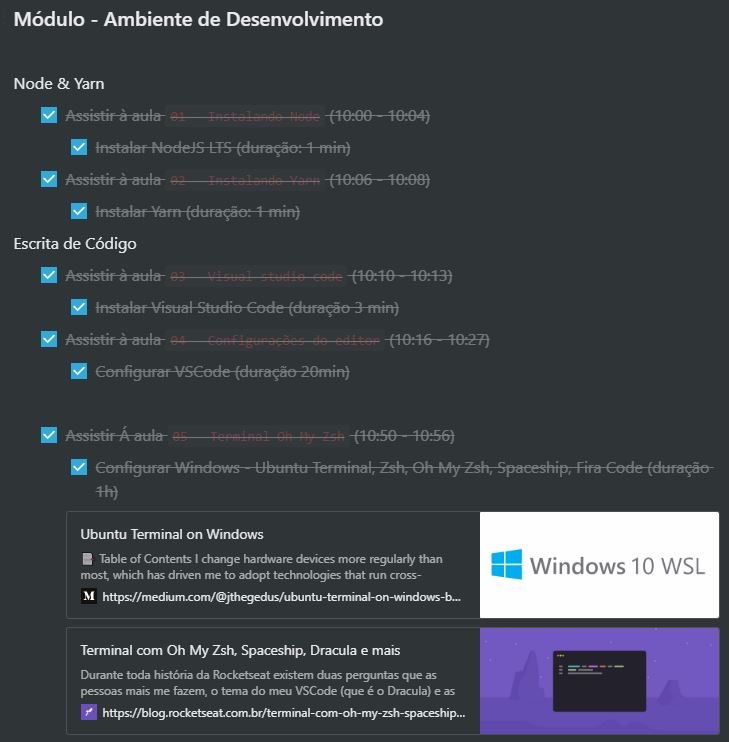 Módulo - Ambiente de Desenvolvimento
Node & Yarn
Assistir à aula 01 - Instalando Node (10:00 - 10:04)
Instalar NodeJS LTS (duração: 1 min)
Assistir à aula 02 - Instalando Yarn (10:06 - 10:08)
Instalar Yarn (duração: 1 min)
Escrita de Código
Assistir à aula 03 - Visual studio code (10:10 - 10:13)
Instalar Visual Studio Code (duração 3 min)
Assistir à aula 04 - Configurações do editor (10:16 - 10:27)
Configurar VSCode (duração 20min)
Assistir Á aula 05 - Terminal Oh My Zsh (10:50 - 10:56)
Configurar Windows - Ubuntu Terminal, Zsh, Oh My Zsh, Spaceship, Fira Code (duração
1h)
Ubuntu Terminal on Windows
Table of Contents I change hardware devices more regularly than
most, which has driven me to adopt technologies that run cross-
https://medium.com/@jthegedus/ubuntu-terminal-on-windows-b...
Windows 10 WSL
Terminal com Oh My Zsh, Spaceship, Dracula e mais
Durante toda história da Rocketseat existem duas perguntas que as
pessoas mais me fazem, o tema do meu VSCode (que é o Dracula) e as
https://blog.rocketseat.com.br/terminal-com-oh-my-zsh-spaceship...